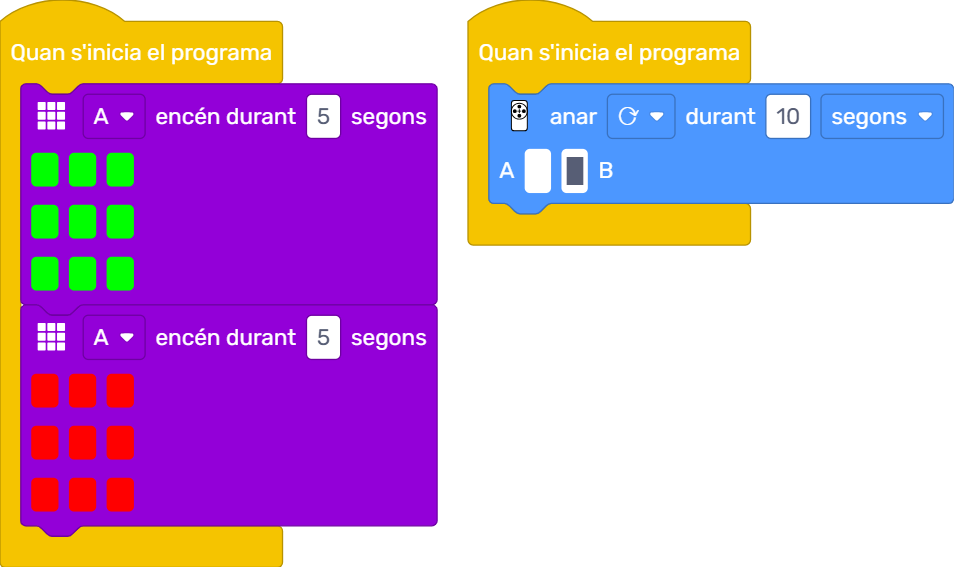 Quan s'inicia el programa
A encén durant 5 segons
A encén durant 5 segons
Quan s'inicia el programa
anar durant 10 segons
A B